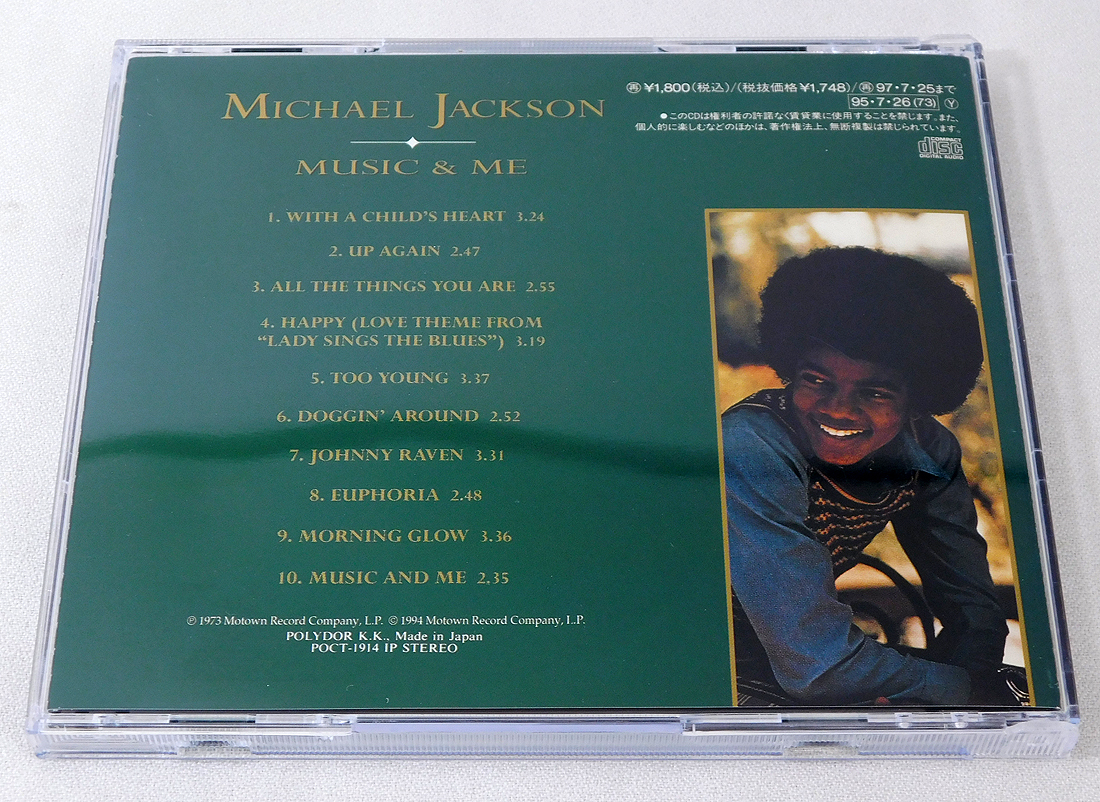 MICHAEL JACKSON
MUSIC & ME
1. WITH A CHILD'S HEART 3.24
2. UP AGAIN 2.47
3. ALL THE THINGS YOU ARE 2.55
4. HAPPY (LOVE THEME FROM
"LADY SINGS THE BLUES") 3.19
5. TOO YOUNG 3.37
6. DOGGIN' AROUND 2.52
7. JOHNNY RAVEN 3.31
8. EUPHORIA 2.48
9. MORNING GLOW 3.36
10. MUSIC AND ME 2.35
℗ 1973 Motown Record Company, L.P. © 1994 Motown Record Company, L.P.
POLYDOR K.K., Made in Japan
POCT-1914 IP STEREO
㊢ ¥1,800(税込)/(税抜価格¥1,748)/㊢ 97・7・25まで
95・7・26(73) Ⓨ
●このCDは権利者の許諾なく賃貸業に使用することを禁じます。また、
個人的に楽しむなどのほかは、著作権法上、無断複製は禁じられています。
COMPACT
disc
DIGITAL AUDIO